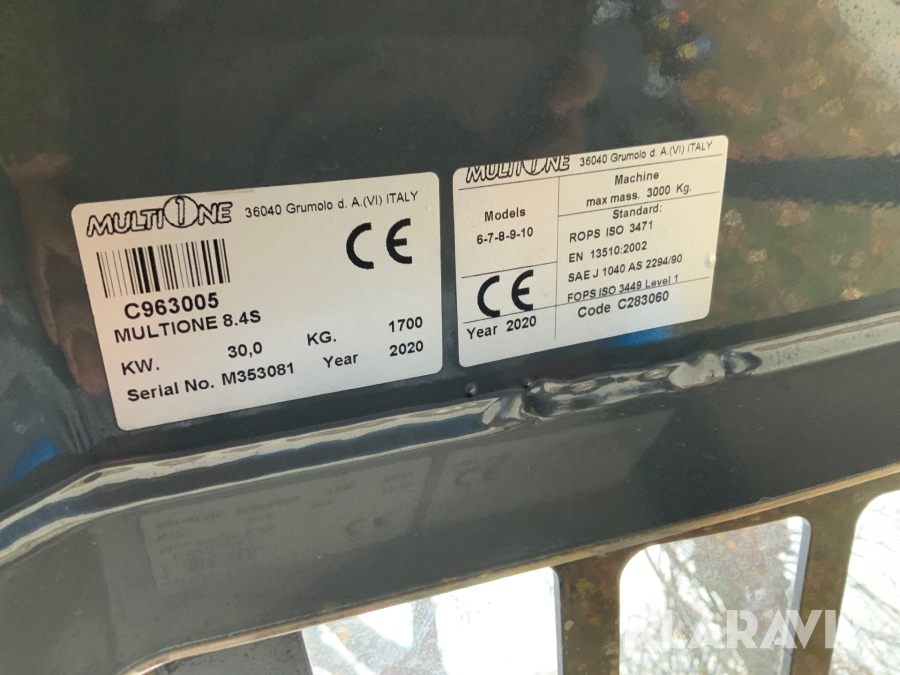 MULTIONE 36040 Grumolo d. A.(VI) ITALY
C963005
MULTIONE 8.4S
KW. 30,0 KG. 1700
Serial No. M353081 Year 2020
CE
MULTIONE 36040 Grumolo d. A.(VI) ITALY
Models
6-7-8-9-10
CE
Year 2020
Machine
max mass. 3000 Kg.
Standard:
ROPS ISO 3471
EN 13510:2002
SAE J 1040 AS 2294/90
FOPS ISO 3449 Level 1
Code C283060
KLARAVIK